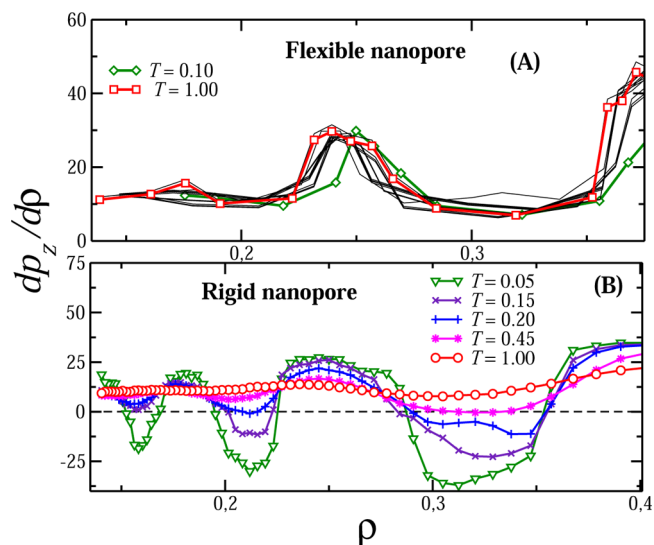 60
Flexible nanopore (A)
T = 0.10
T = 1.00
40
20
0
0,2 0,3
dp_z/dρ
75
Rigid nanopore (B)
T = 0.05
T = 0.15
T = 0.20
T = 0.45
T = 1.00
50
25
0
-25
0,2 0,3 0,4
ρ